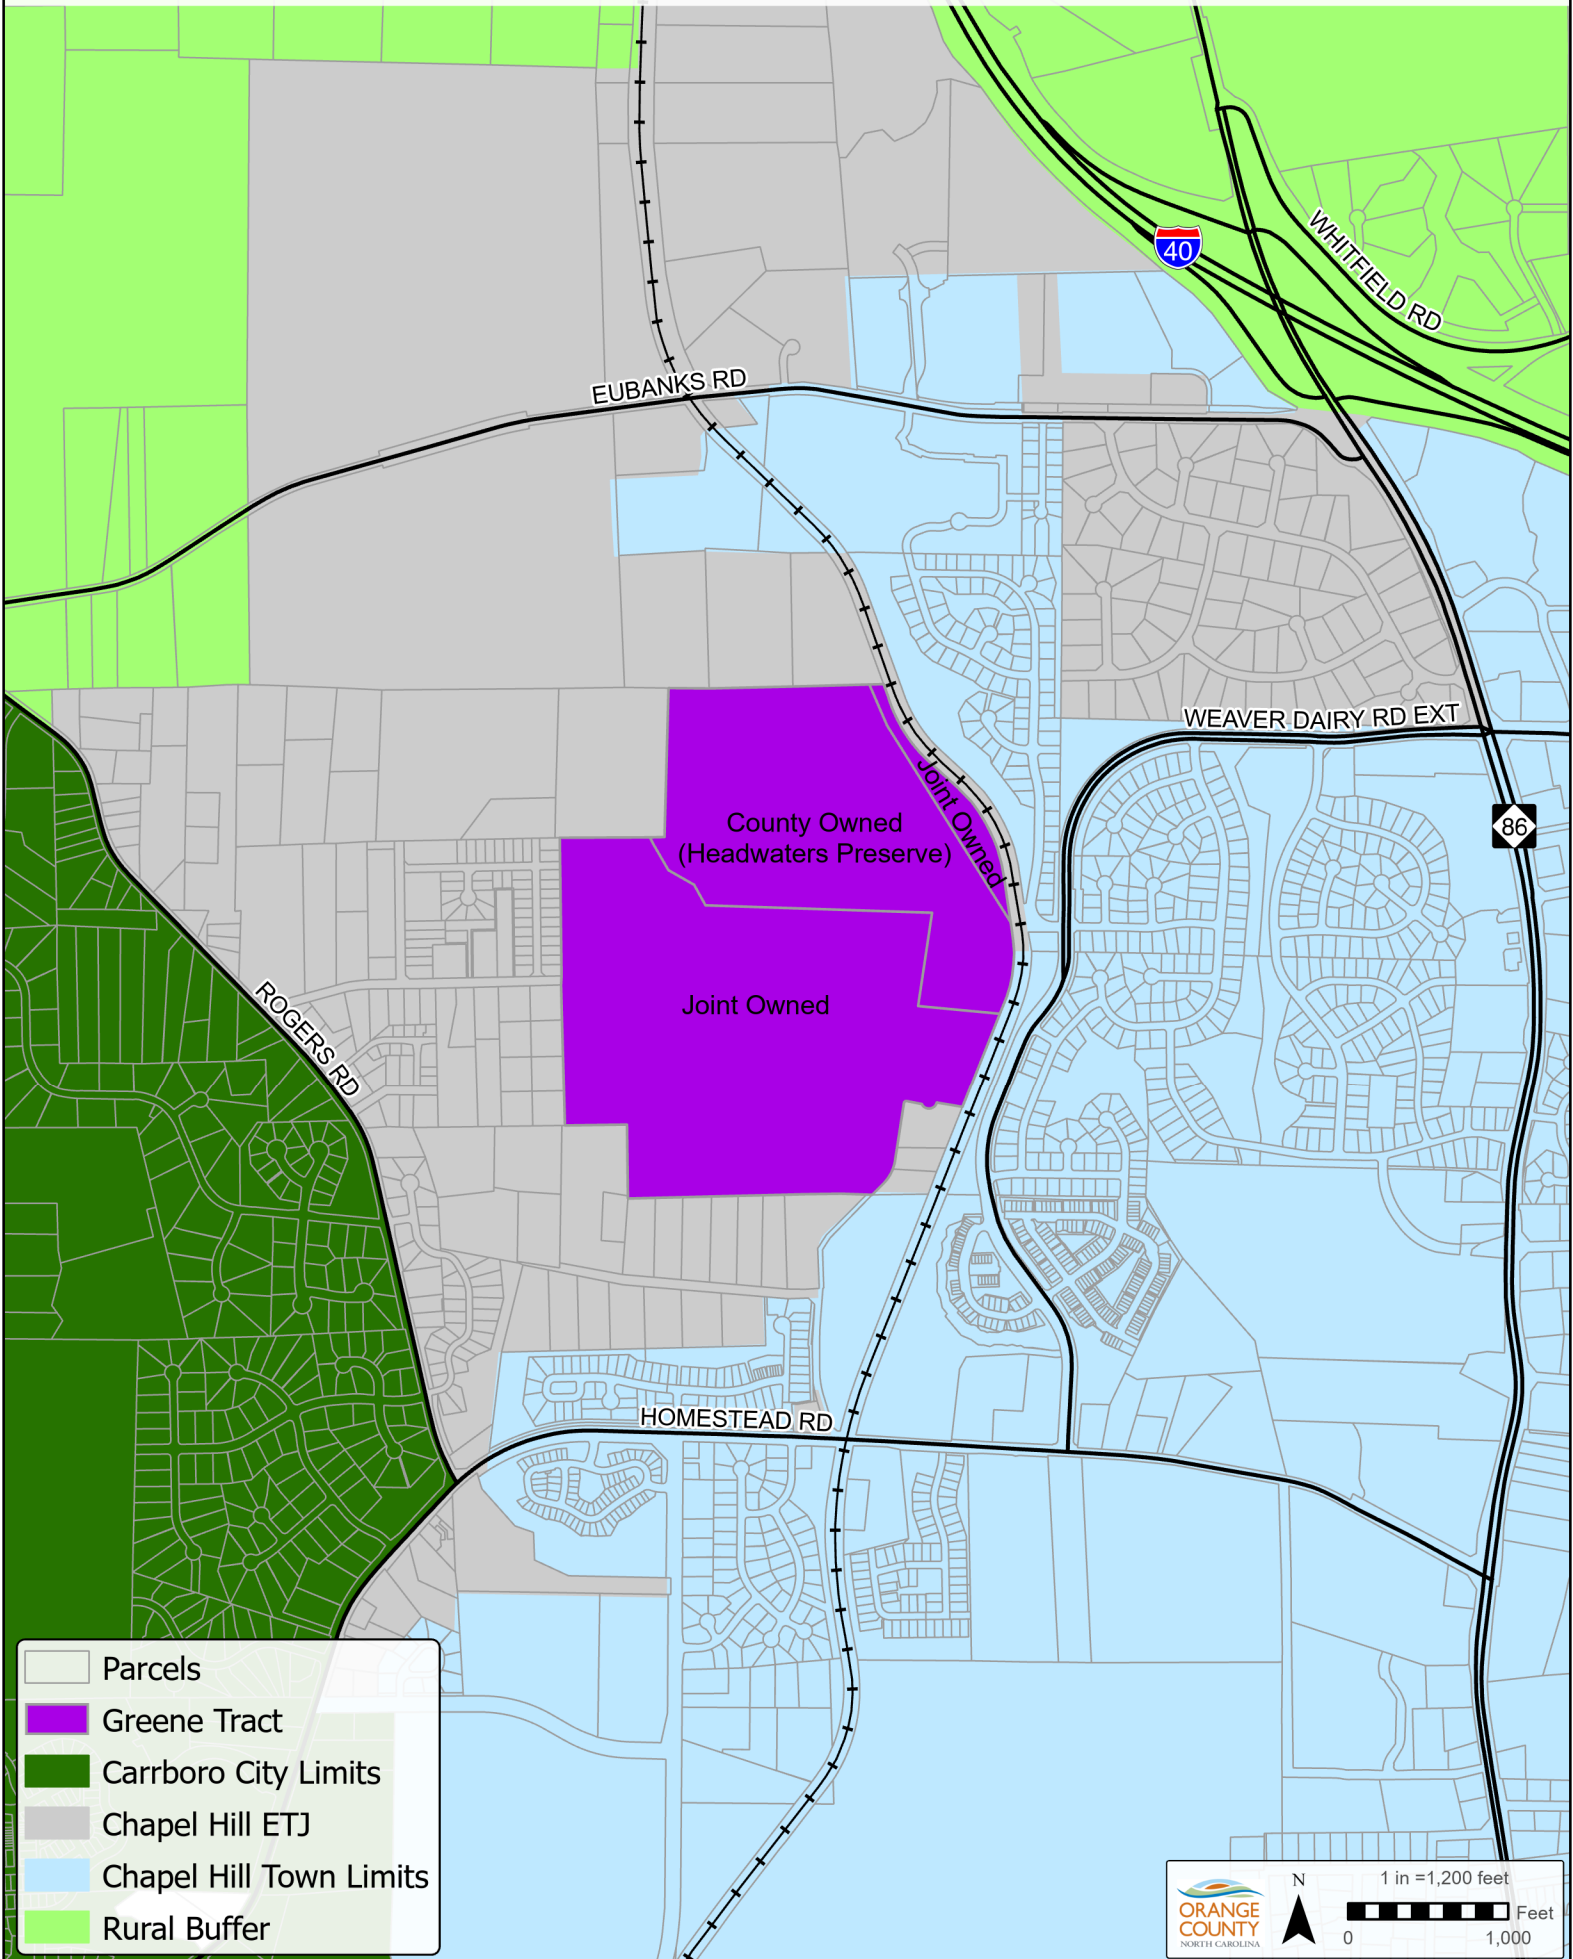 40
WHITFIELD RD
EUBANKS RD
WEAVER DAIRY RD EXT
86
Joint Owned
County Owned
(Headwaters Preserve)
Joint Owned
ROGERS RD
HOMESTEAD RD
Parcels
Greene Tract
Carrboro City Limits
Chapel Hill ETJ
Chapel Hill Town Limits
Rural Buffer
ORANGE
COUNTY
NORTH CAROLINA
N
1 in =1,200 feet
Feet
0 1,000